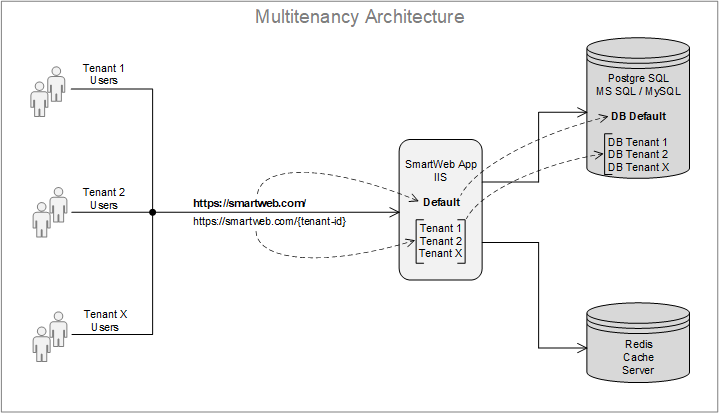 Multitenancy Architecture
Tenant 1
Users
Tenant 2
Users
Tenant X
Users
https://smartweb.com/
https://smartweb.com/{tenant-id}
SmartWeb App
IIS
Default
Tenant 1
Tenant 2
Tenant X
Postgre SQL
MS SQL / MySQL
DB Default
DB Tenant 1
DB Tenant 2
DB Tenant X
Redis
Cache
Server